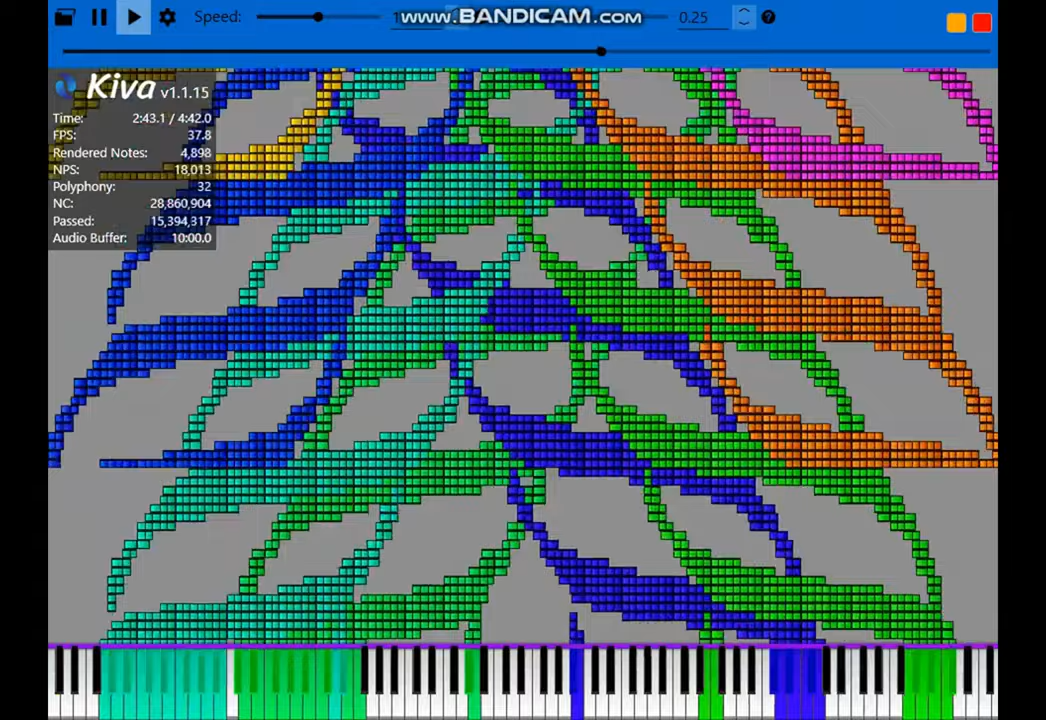 Speed:
www.BANDICAM.com
0.25
Kiva v1.1.15
Time: 2:43.1 / 4:42.0
FPS: 37.8
Rendered Notes: 4,898
NPS: 18,013
Polyphony: 32
NC: 28,860,904
Passed: 15,394,317
Audio Buffer: 10:00.0